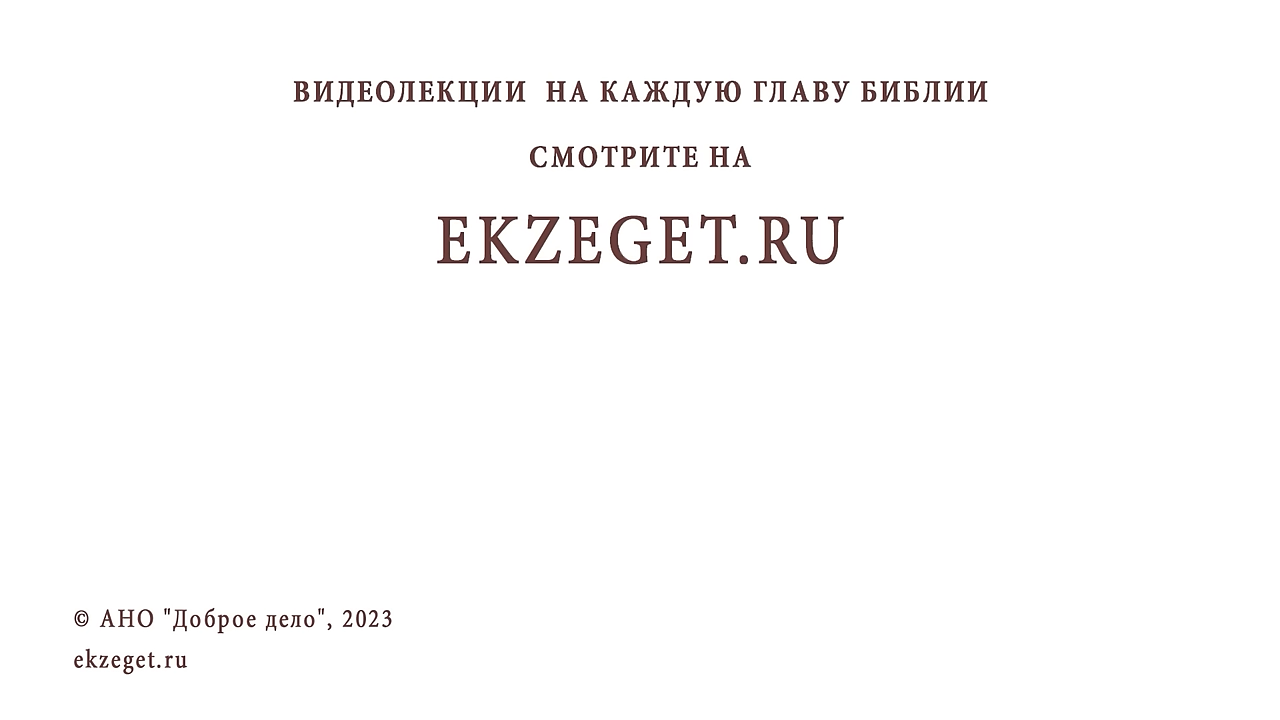 ВИДЕОЛЕКЦИИ НА КАЖДУЮ ГЛАВУ БИБЛИИ
СМОТРИТЕ НА
EKZEGET.RU
© АНО "Доброе дело", 2023
ekzeget.ru